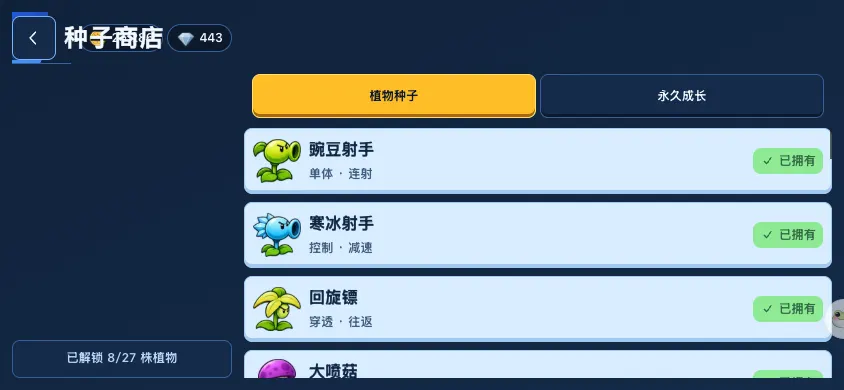 种子商店
443
植物种子
永久成长
豌豆射手
单体 · 连射
✓ 已拥有
寒冰射手
控制 · 减速
✓ 已拥有
回旋镖
穿透 · 往返
✓ 已拥有
大喷菇
已解锁 8/27 株植物